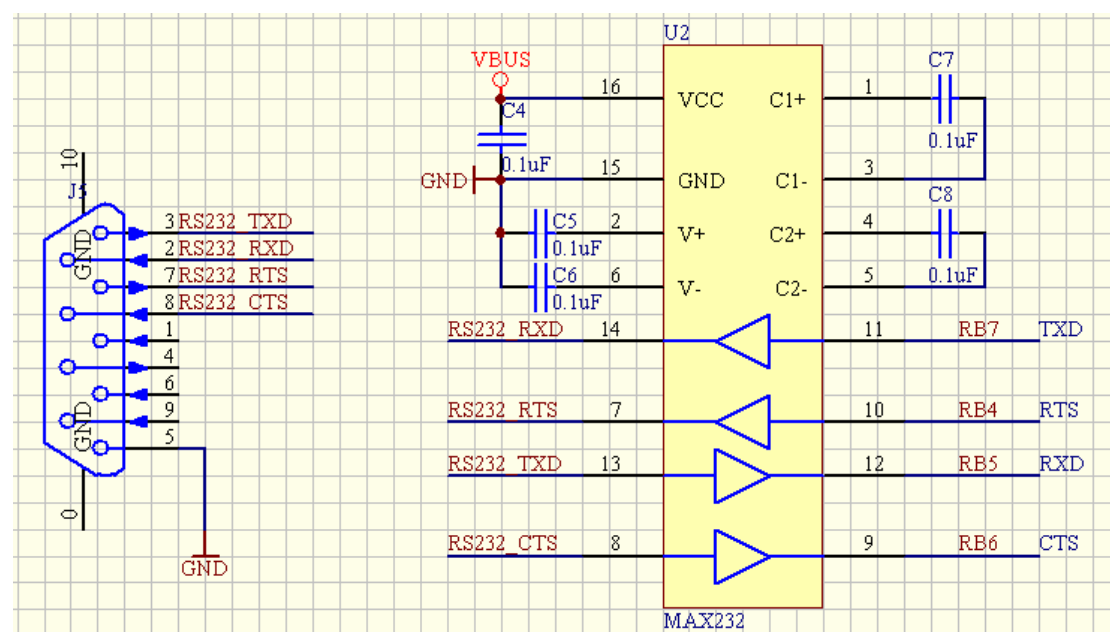 10
J1
GND
3 RS232_TXD
2 RS232_RXD
7 RS232_RTS
8 RS232_CTS
1
4
6
9
GND
5
0
GND
U2
VBUS
16 VCC C1+ 1 C7
C4
0.1uF
0.1uF
GND 15 GND C1- 3
C5 2 V+ C2+ 4 C8
0.1uF
C6 6 V- C2- 5 0.1uF
0.1uF
RS232_RXD 14 11 RB7 TXD
RS232_RTS 7 10 RB4 RTS
RS232_TXD 13 12 RB5 RXD
RS232_CTS 8 9 RB6 CTS
MAX232